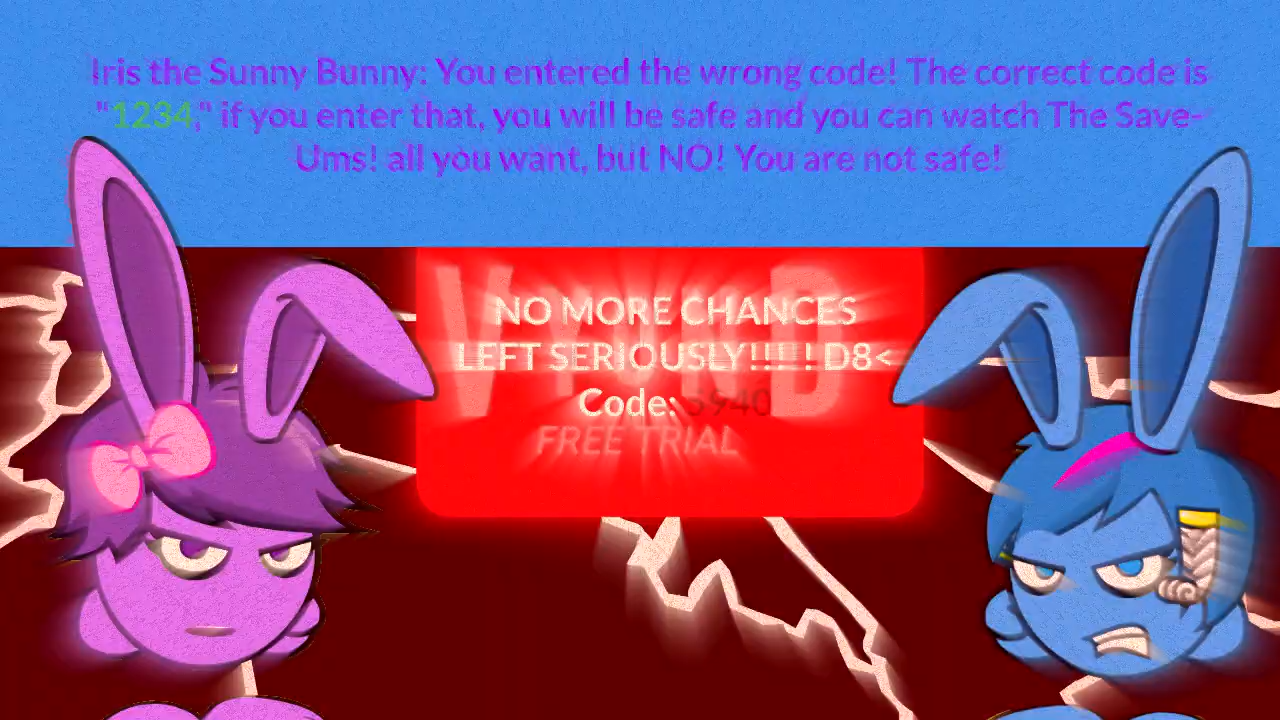 Iris the Sunny Bunny: You entered the wrong code! The correct code is
"1234," if you enter that, you will be safe and you can watch The Save-
Ums! all you want, but NO! You are not safe!
NO MORE CHANCES
LEFT SERIOUSLY!!!!! D8<
Code: 5940
FREE TRIAL